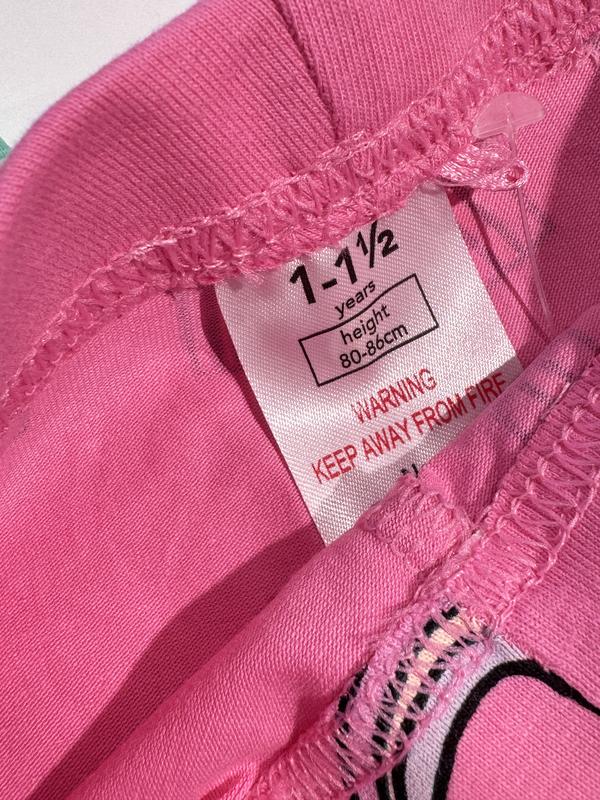 1-1½
years
height
80-86cm
WARNING
KEEP AWAY FROM FIRE